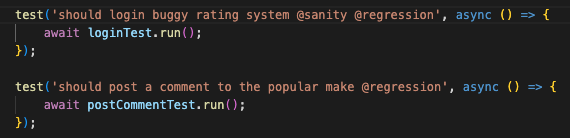 test('should login buggy rating system @sanity @regression', async () => {
    await loginTest.run();
});

test('should post a comment to the popular make @regression', async () => {
    await postCommentTest.run();
});